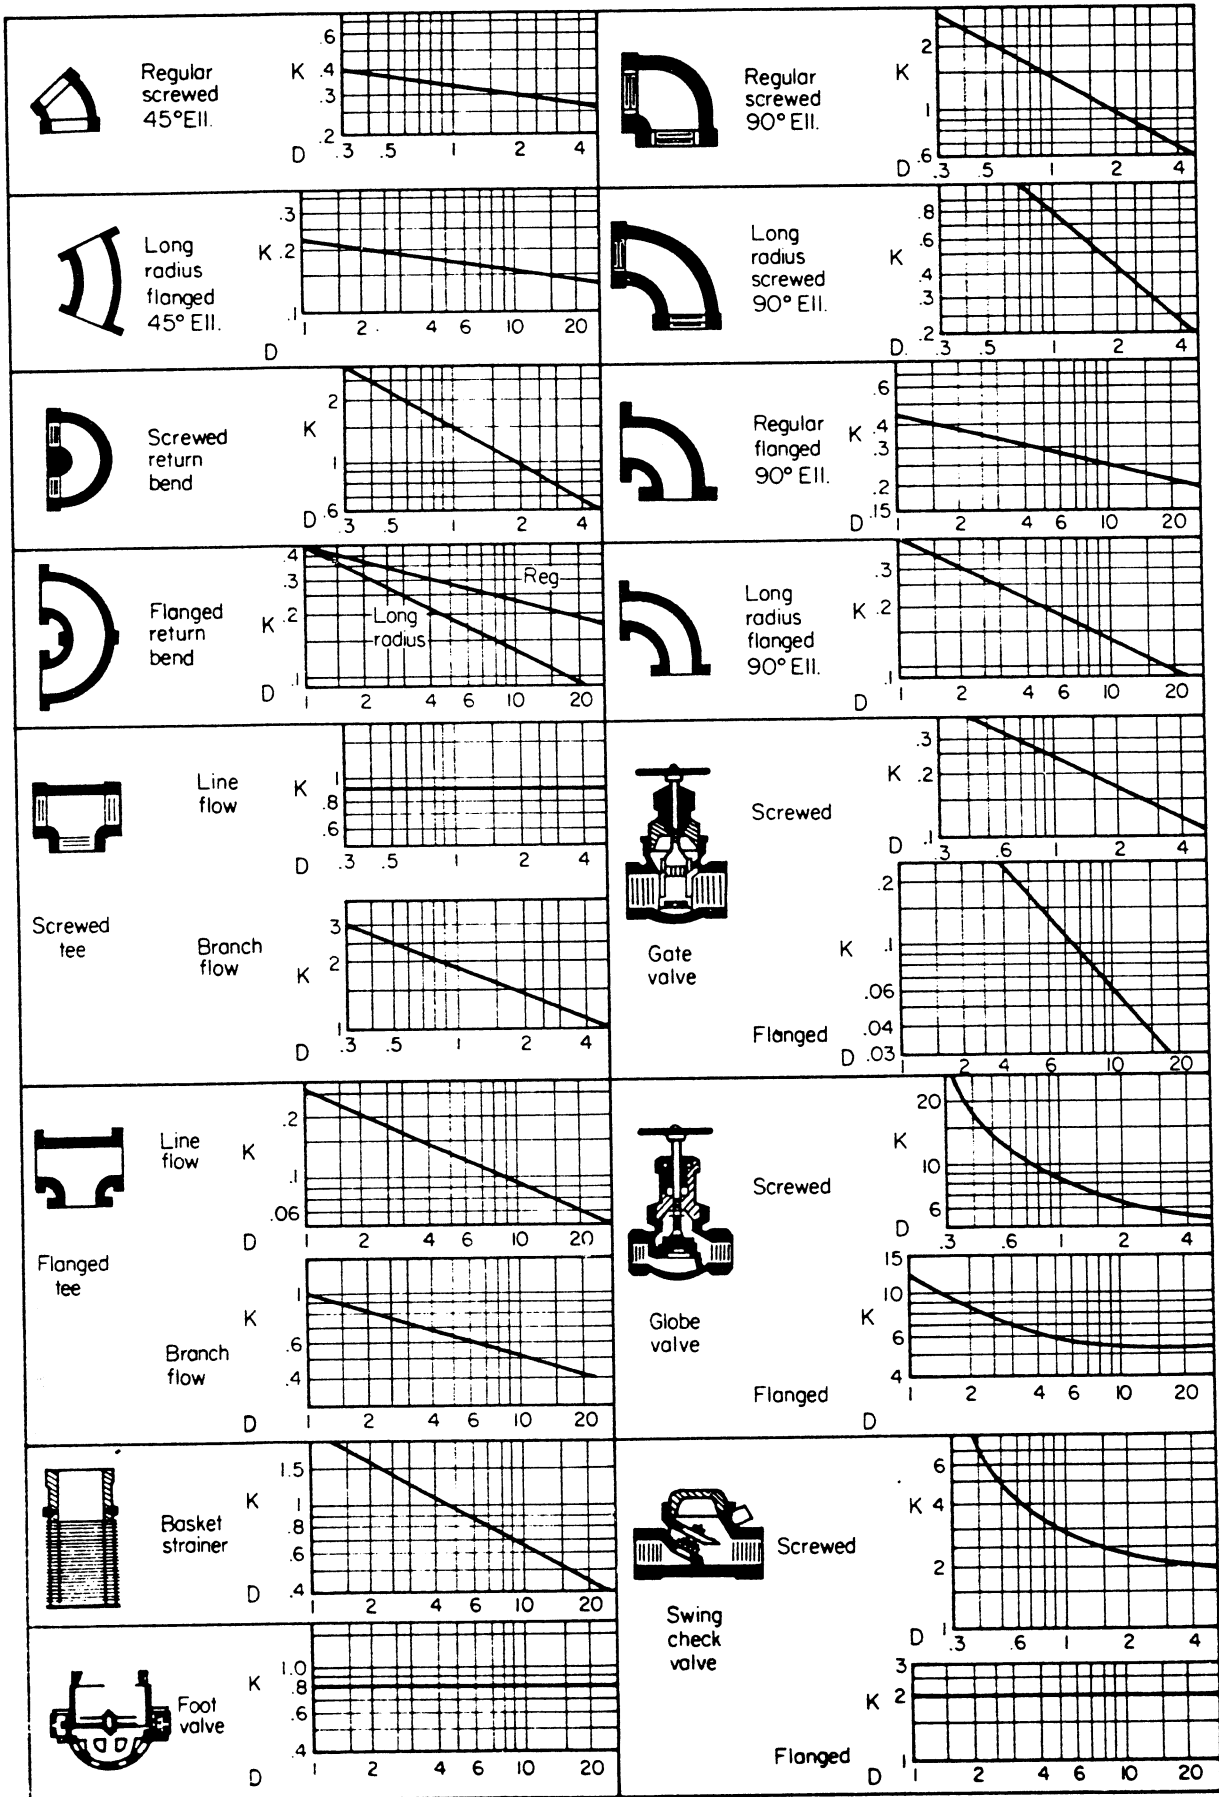 Regular
screwed
45° Ell.
K
.6
.4
.3
.2
D .3 .5 1 2 4
Regular
screwed
90° Ell.
K
2
1
.6
D .3 .5 1 2 4
Long
radius
flanged
45° Ell.
K
.3
.2
.1
1 2 4 6 10 20
D
Long
radius
screwed
90° Ell.
K
.8
.6
.4
.3
.2
D .3 .5 1 2 4
Screwed
return
bend
K
2
1
.6
D .3 .5 1 2 4
Regular
flanged
90° Ell.
K
.6
.4
.3
.2
.15
D 1 2 4 6 10 20
Flanged
return
bend
K
.4
.3
.2
.1
Reg
Long
radius
D 1 2 4 6 10 20
Long
radius
flanged
90° Ell.
K
.3
.2
.1
D 1 2 4 6 10 20
Screwed
tee
Line
flow
K
1
.8
.6
D .3 .5 1 2 4
Branch
flow
K
3
2
1
D .3 .5 1 2 4
Gate
valve
Screwed
K
.3
.2
.1
D .3 .6 1 2 4
Flanged
K
.2
.1
.06
.04
.03
D 2 4 6 10 20
Flanged
tee
Line
flow
K
.2
.1
.06
D 1 2 4 6 10 20
Branch
flow
K
1
.6
.4
D 1 2 4 6 10 20
Globe
valve
Screwed
K
20
10
6
D .3 .6 1 2 4
Flanged
K
15
10
6
4
1 2 4 6 10 20
D
Basket
strainer
K
1.5
1
.8
.6
.4
D 1 2 4 6 10 20
Swing
check
valve
Screwed
K
6
4
2
1
D .3 .6 1 2 4
Flanged
K
3
2
1
D 1 2 4 6 10 20
Foot
valve
K
1.0
.8
.6
.4
D 1 2 4 6 10 20